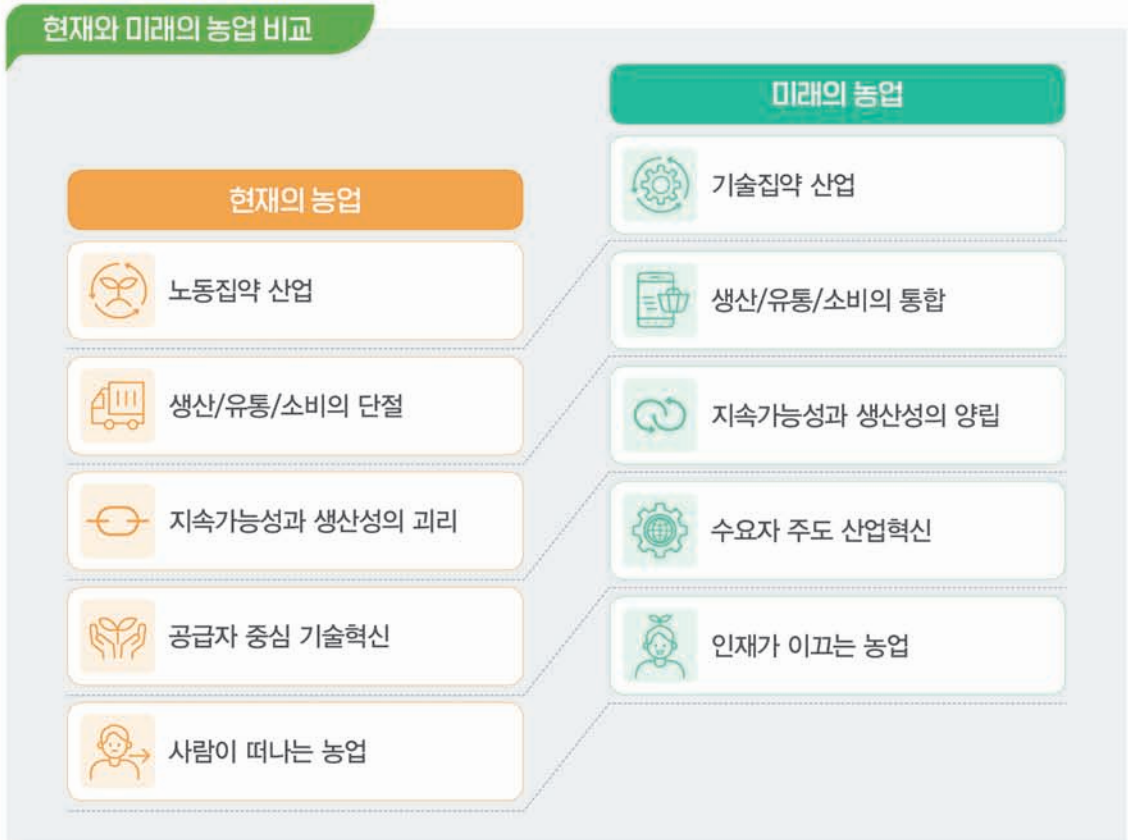 현재와 미래의 농업 비교
현재의 농업
노동집약 산업
생산/유통/소비의 단절
지속가능성과 생산성의 괴리
공급자 중심 기술혁신
사람이 떠나는 농업
미래의 농업
기술집약 산업
생산/유통/소비의 통합
지속가능성과 생산성의 양립
수요자 주도 산업혁신
인재가 이끄는 농업